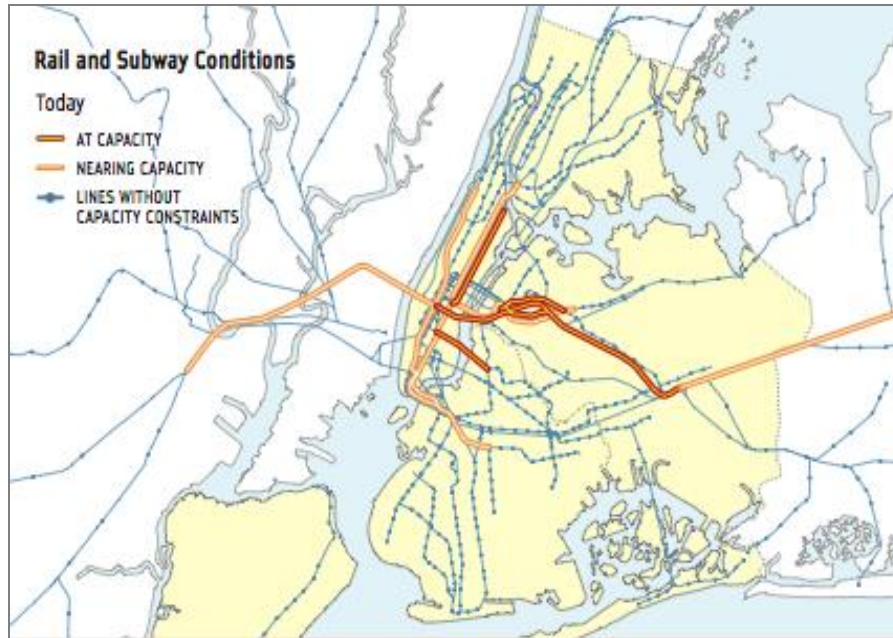 Rail and Subway Conditions
Today
AT CAPACITY
NEARING CAPACITY
LINES WITHOUT
CAPACITY CONSTRAINTS